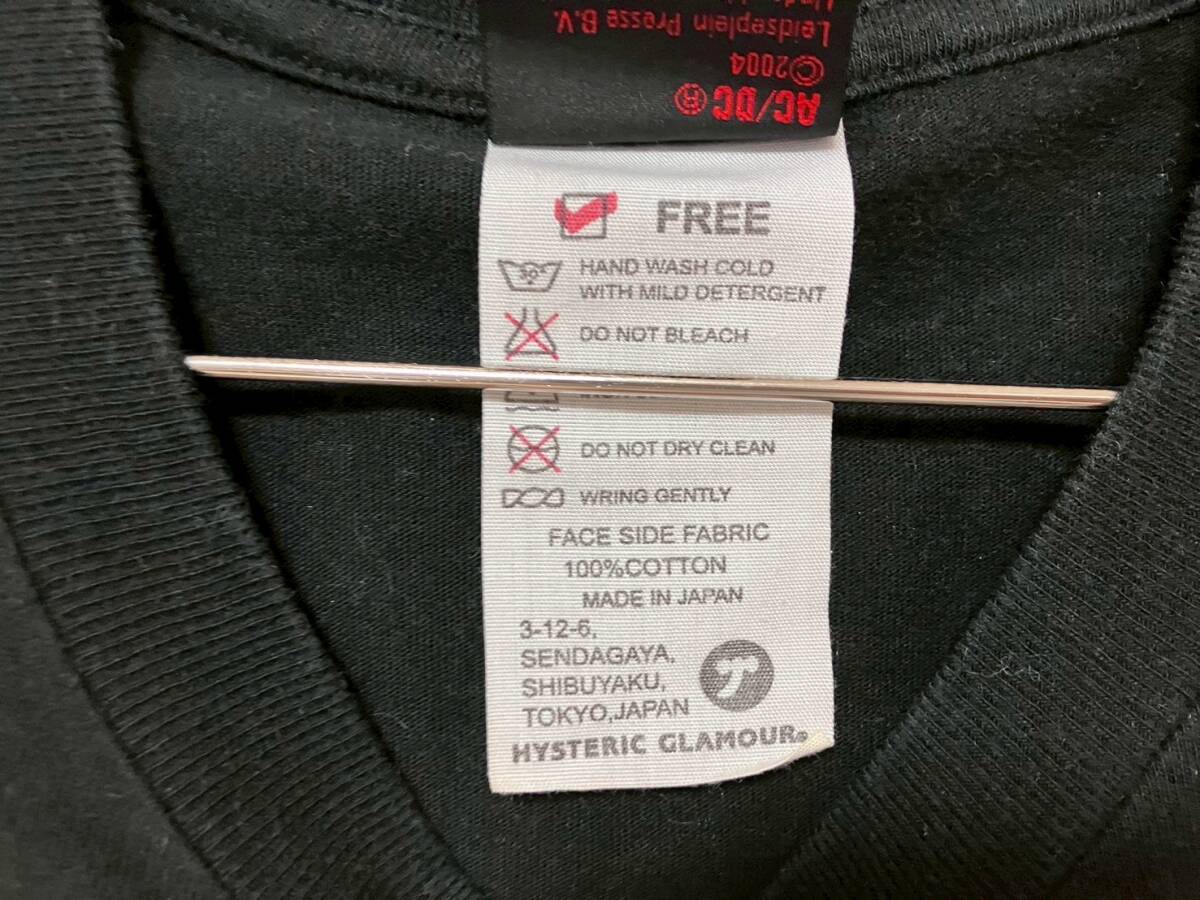 AC/DC®
©2004
Leidseplein Presse B.V.
FREE
HAND WASH COLD
WITH MILD DETERGENT
30
DO NOT BLEACH
DO NOT DRY CLEAN
WRING GENTLY
FACE SIDE FABRIC
100%COTTON
MADE IN JAPAN
3-12-6,
SENDAGAYA,
SHIBUYAKU,
TOKYO,JAPAN
HYSTERIC GLAMOUR®